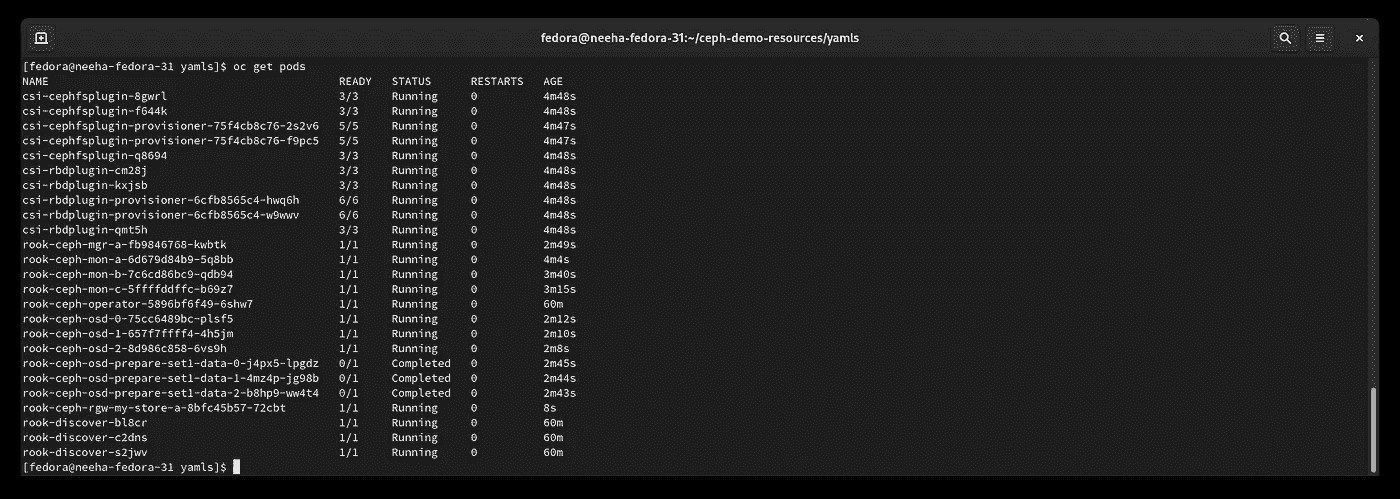 fedora@neeha-fedora-31:~/ceph-demo-resources/yamls
[fedora@neeha-fedora-31 yamls]$ oc get pods
NAME READY STATUS RESTARTS AGE
csi-cephfsplugin-8gwrl 3/3 Running 0 4m48s
csi-cephfsplugin-f644k 3/3 Running 0 4m48s
csi-cephfsplugin-provisioner-75f4cb8c76-2s2v6 5/5 Running 0 4m47s
csi-cephfsplugin-provisioner-75f4cb8c76-f9pc5 5/5 Running 0 4m47s
csi-cephfsplugin-q8694 3/3 Running 0 4m48s
csi-rbdplugin-cm28j 3/3 Running 0 4m48s
csi-rbdplugin-kxjsb 3/3 Running 0 4m48s
csi-rbdplugin-provisioner-6cfb8565c4-hwq6h 6/6 Running 0 4m48s
csi-rbdplugin-provisioner-6cfb8565c4-w9wwv 6/6 Running 0 4m48s
csi-rbdplugin-qmt5h 3/3 Running 0 4m48s
rook-ceph-mgr-a-fb9846768-kwbtk 1/1 Running 0 2m49s
rook-ceph-mon-a-6d679d84b9-5q8bb 1/1 Running 0 4m4s
rook-ceph-mon-b-7c6cd86bc9-qdb94 1/1 Running 0 3m40s
rook-ceph-mon-c-5ffffddffc-b69z7 1/1 Running 0 3m15s
rook-ceph-operator-5896bf6f49-6shw7 1/1 Running 0 60m
rook-ceph-osd-0-75cc6489bc-plsf5 1/1 Running 0 2m12s
rook-ceph-osd-1-657f7ffff4-4h5jm 1/1 Running 0 2m10s
rook-ceph-osd-2-8d986c858-6vs9h 1/1 Running 0 2m8s
rook-ceph-osd-prepare-set1-data-0-j4px5-lpgdz 0/1 Completed 0 2m45s
rook-ceph-osd-prepare-set1-data-1-4mz4p-jg98b 0/1 Completed 0 2m44s
rook-ceph-osd-prepare-set1-data-2-b8hp9-ww4t4 0/1 Completed 0 2m43s
rook-ceph-rgw-my-store-a-8bfc45b57-72cbt 1/1 Running 0 8s
rook-discover-bl8cr 1/1 Running 0 60m
rook-discover-c2dns 1/1 Running 0 60m
rook-discover-s2jwv 1/1 Running 0 60m
[fedora@neeha-fedora-31 yamls]$